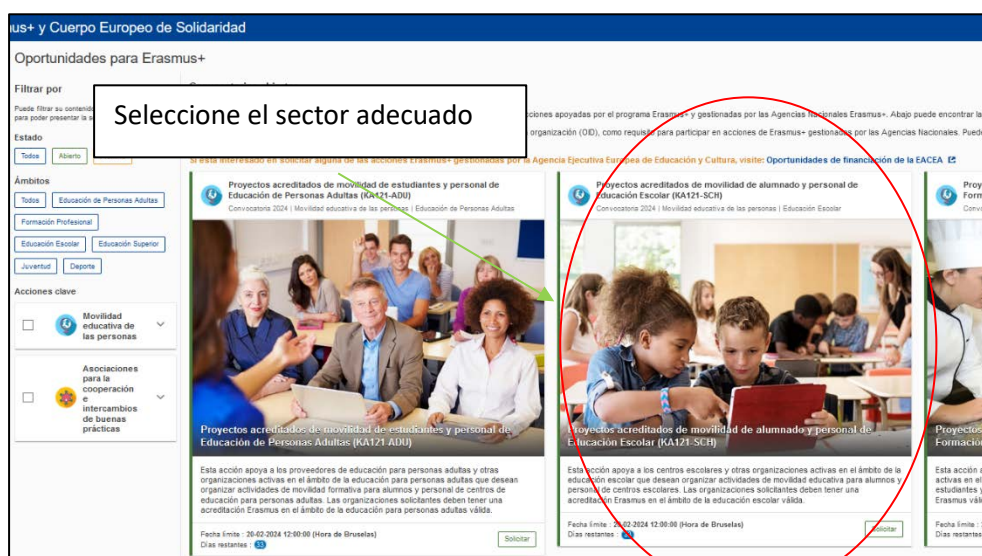 us+ y Cuerpo Europeo de Solidaridad
Oportunidades para Erasmus+
Filtrar por
Puede filtrar su contenido
para poder presentar la s
Estado
Todos
Abierto
Ámbitos
Todos
Educación de Personas Adultas
Formación Profesional
Educación Escolar
Educación Superior
Juventud
Deporte
Acciones clave
Movilidad
educativa de
las personas
Asociaciones
para la
cooperación
e
intercambios
de buenas
prácticas
Seleccione el sector adecuado
ciones apoyadas por el programa Erasmus+ y gestionadas por las Agencias Nacionales Erasmus+. Abajo puede encontrar la
organización (OID), como requisito para participar en acciones de Erasmus+ gestionadas por las Agencias Nacionales. Puede
Si está interesado en solicitar alguna de las acciones Erasmus+ gestionadas por la Agencia Ejecutiva Europea de Educación y Cultura, visite: Oportunidades de financiación de la EACEA
Proyectos acreditados de movilidad de estudiantes y personal de
Educación de Personas Adultas (KA121-ADU)
Convocatoria 2024 | Movilidad educativa de las personas | Educación de Personas Adultas
Proyectos acreditados de movilidad de estudiantes y personal de
Educación de Personas Adultas (KA121-ADU)
Esta acción apoya a los proveedores de educación para personas adultas y otras
organizaciones activas en el ámbito de la educación para personas adultas que desean
organizar actividades de movilidad formativa para alumnos y personal de centros de
educación para personas adultas. Las organizaciones solicitantes deben tener una
acreditación Erasmus en el ámbito de la educación para personas adultas válida.
Fecha límite : 20-02-2024 12:00:00 (Hora de Bruselas)
Días restantes : 33
Solicitar
Proyectos acreditados de movilidad de alumnado y personal de
Educación Escolar (KA121-SCH)
Convocatoria 2024 | Movilidad educativa de las personas | Educación Escolar
Proyectos acreditados de movilidad de alumnado y personal de
Educación Escolar (KA121-SCH)
Esta acción apoya a los centros escolares y otras organizaciones activas en el ámbito de la
educación escolar que desean organizar actividades de movilidad educativa para alumnos y
personal de centros escolares. Las organizaciones solicitantes deben tener una
acreditación Erasmus en el ámbito de la educación escolar válida.
Fecha límite : 20-02-2024 12:00:00 (Hora de Bruselas)
Días restantes :
Solicitar
Proy
Form
Conv
Proyectos
Formación
Esta acción a
activas en el
estudiantes y
Erasmus váli
Fecha límite :
Días restantes